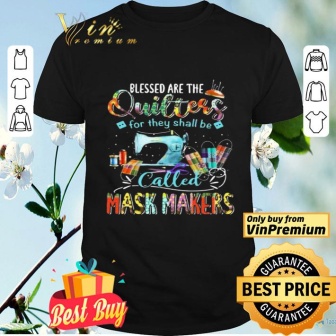 Vin
Premium
BLESSED ARE THE
Quilters
for they shall be
Called
MASK MAKERS
Only buy from
VinPremium
GUARANTEE
BEST PRICE
GUARANTEE
Best Buy